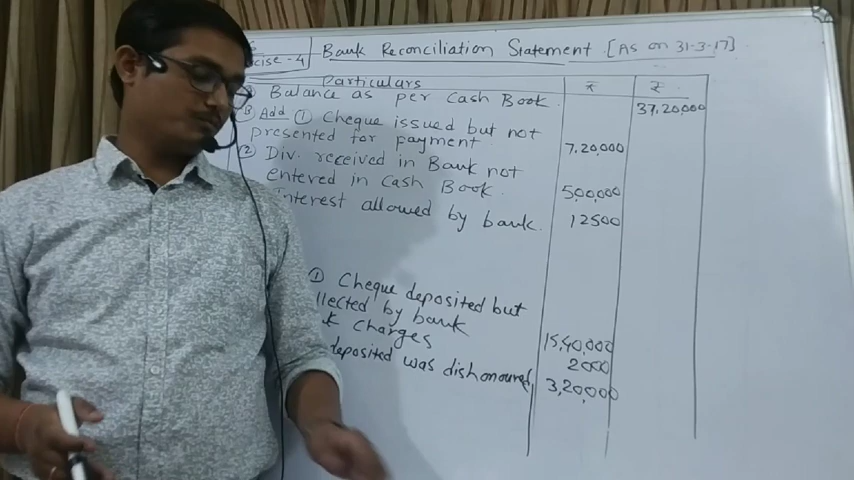 cise-4 Bank Reconciliation Statement [As on 31-3-17]
Particulars ₹ ₹
Balance as per Cash Book 37,20,000
B) Add ① Cheque issued but not
presented for payment 7,20,000
② Div. received in Bank not
entered in Cash Book. 5,00,000
Interest allowed by bank. 12500
① Cheque deposited but
llected by bank 15,40,000
k charges 2000
deposited was dishonoured 3,20,000